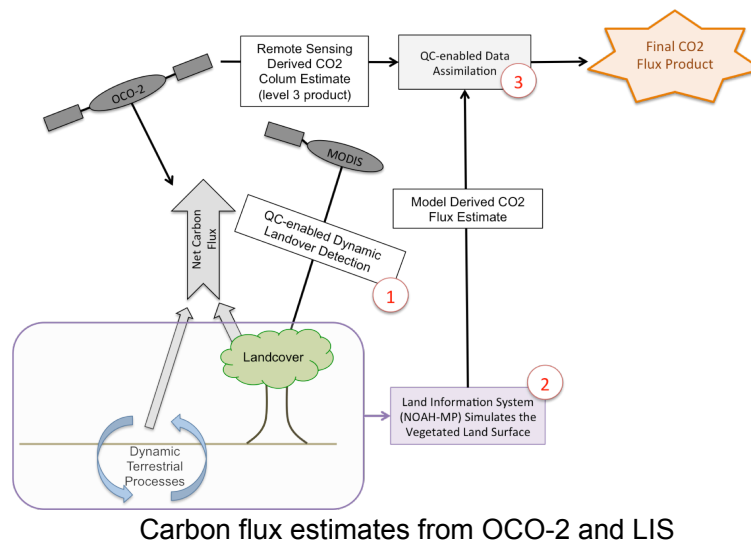 Remote Sensing
Derived CO2
Colum Estimate
(level 3 product)
QC-enabled Data
Assimilation
3
Final CO2
Flux Product
OCO-2
MODIS
QC-enabled Dynamic
Landover Detection
1
Model Derived CO2
Flux Estimate
Net Carbon
Flux
Landcover
2
Land Information System
(NOAH-MP) Simulates the
Vegetated Land Surface
Dynamic
Terrestrial
Processes
Carbon flux estimates from OCO-2 and LIS